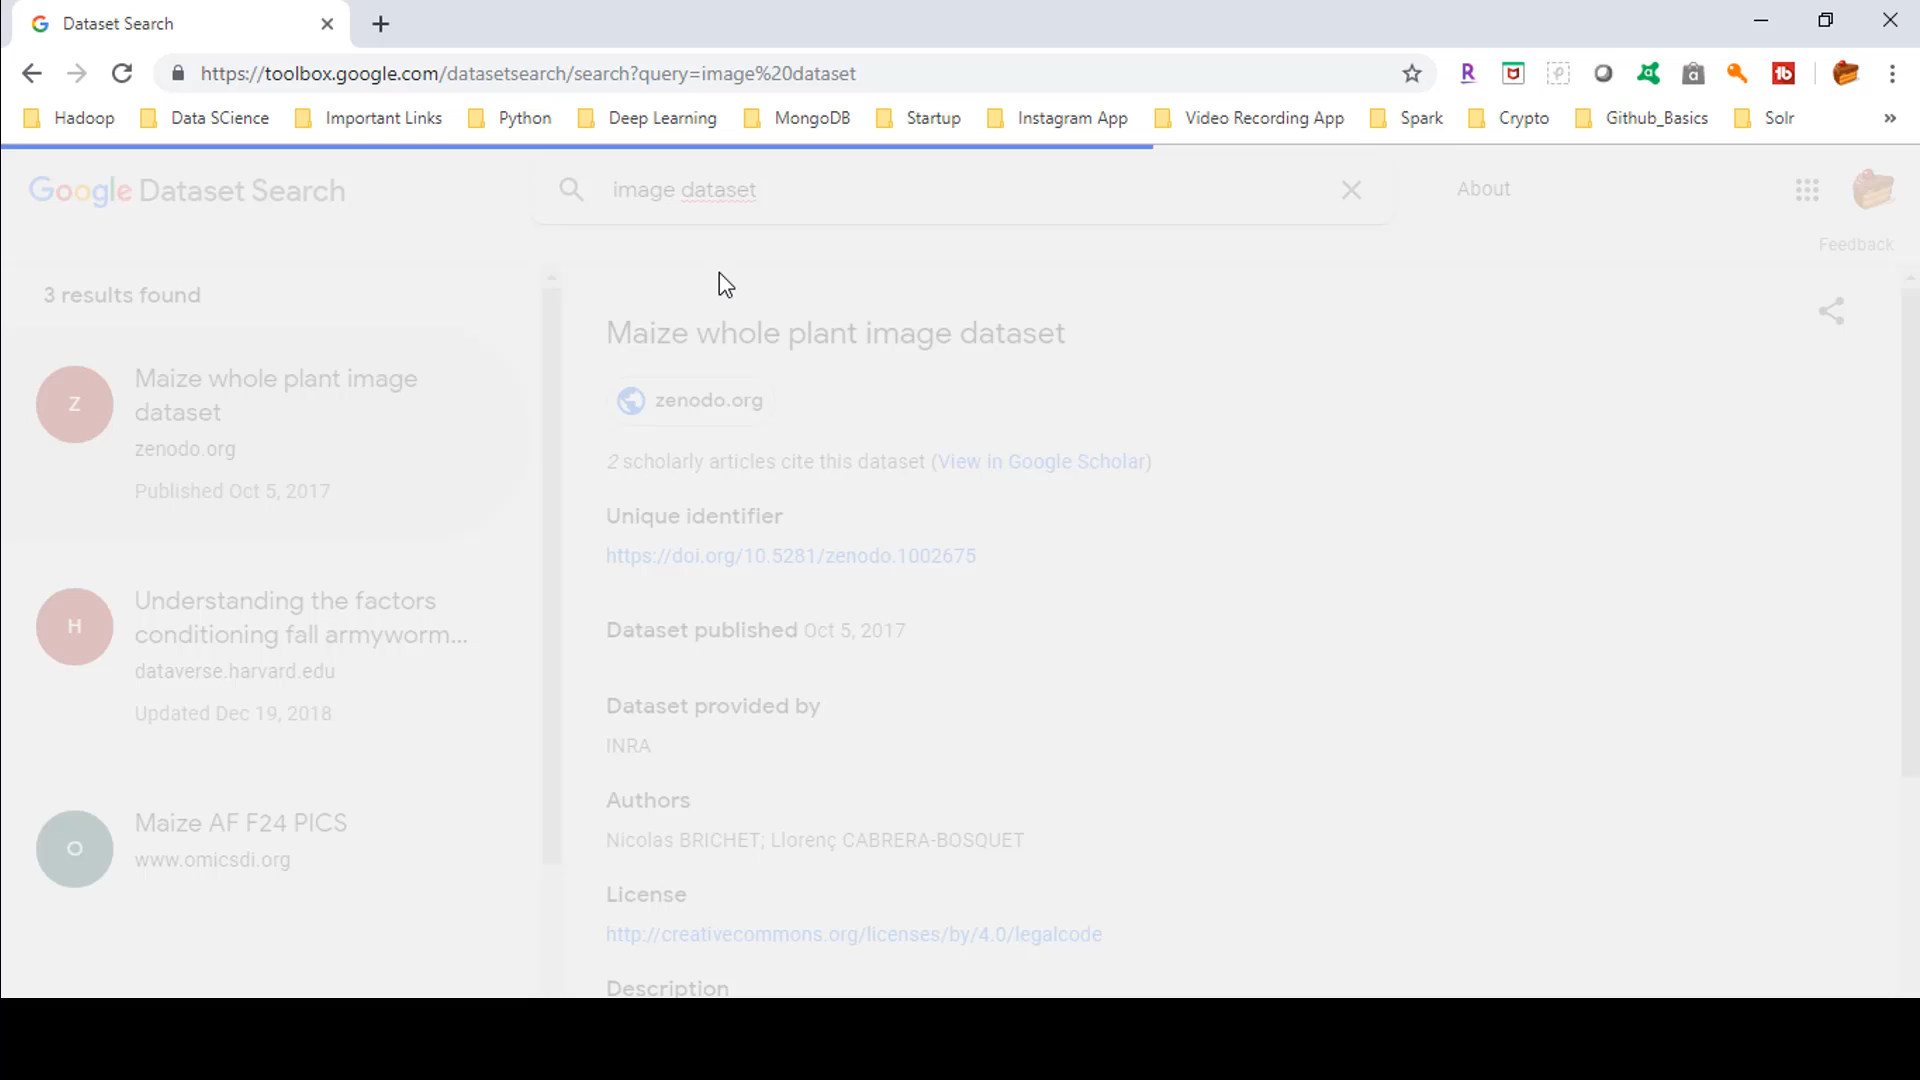 Dataset Search
https://toolbox.google.com/datasetsearch/search?query=image%20dataset
Hadoop Data SCience Important Links Python Deep Learning MongoDB Startup Instagram App Video Recording App Spark Crypto Github_Basics Solr »
Google Dataset Search
image dataset
About
Feedback
3 results found
Z
Maize whole plant image
dataset
zenodo.org
Published Oct 5, 2017
H
Understanding the factors
conditioning fall armyworm...
dataverse.harvard.edu
Updated Dec 19, 2018
O
Maize AF F24 PICS
www.omicsdi.org
Maize whole plant image dataset
zenodo.org
2 scholarly articles cite this dataset (View in Google Scholar)
Unique identifier
https://doi.org/10.5281/zenodo.1002675
Dataset published Oct 5, 2017
Dataset provided by
INRA
Authors
Nicolas BRICHET; Llorenç CABRERA-BOSQUET
License
http://creativecommons.org/licenses/by/4.0/legalcode
Description